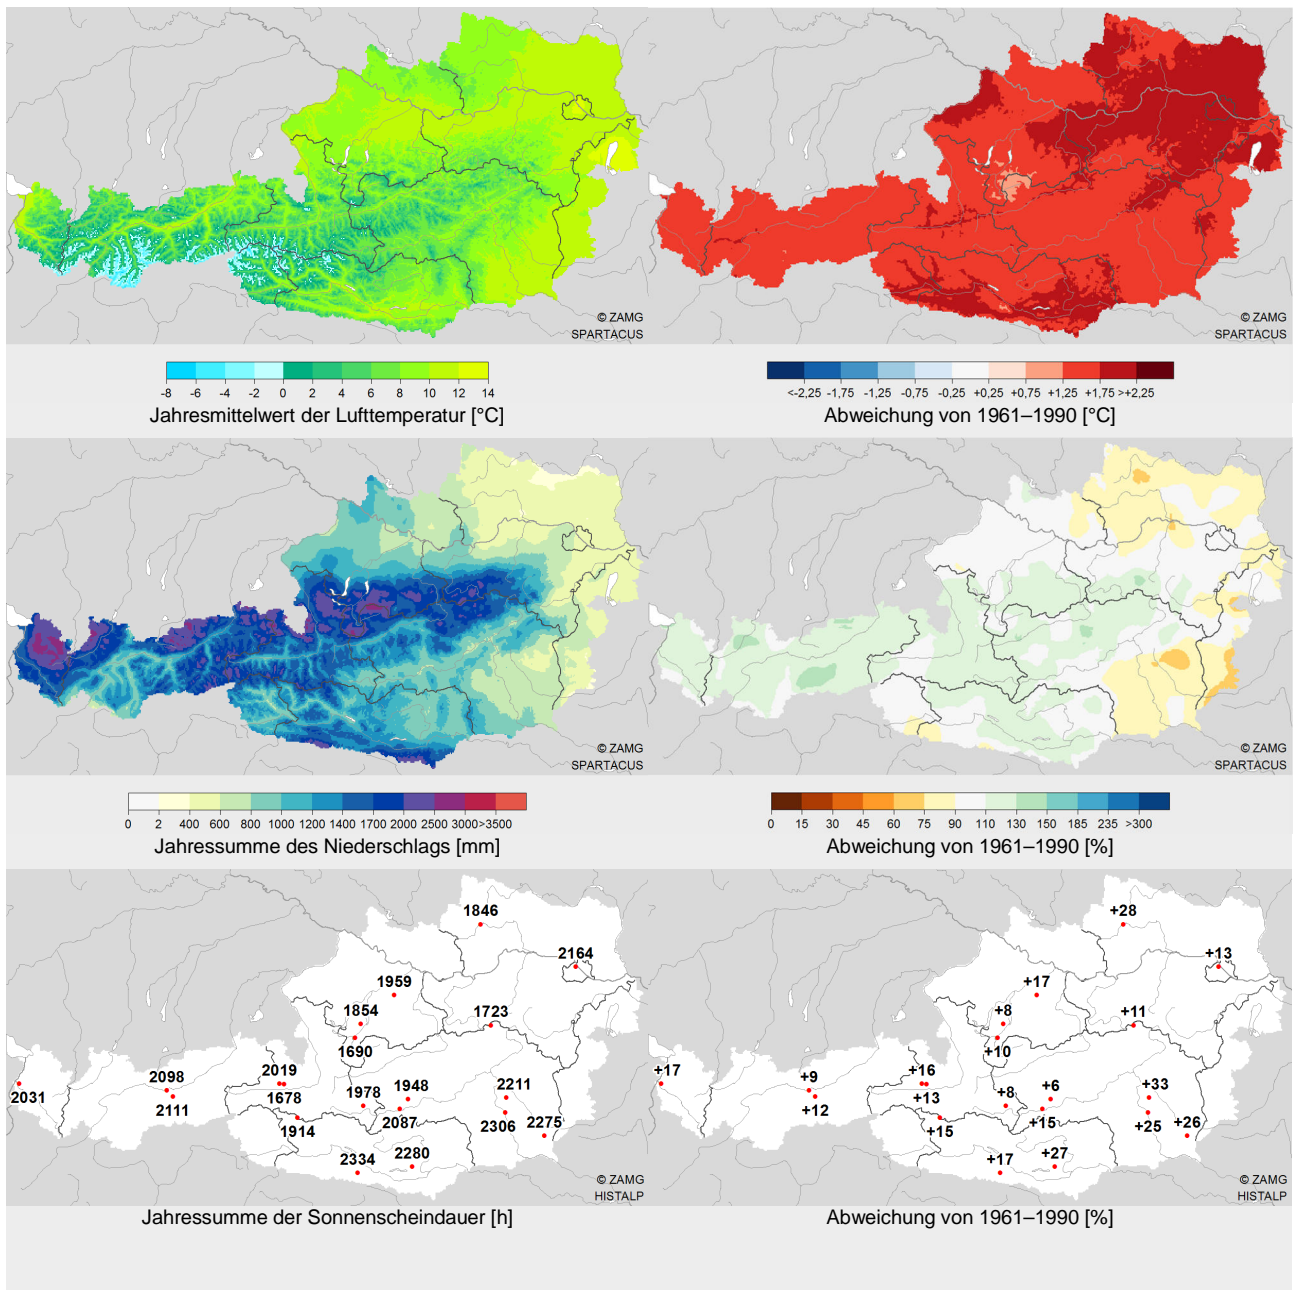 © ZAMG
SPARTACUS
© ZAMG
SPARTACUS
-8 -6 -4 -2 0 2 4 6 8 10 12 14
Jahresmittelwert der Lufttemperatur [°C]
<-2,25 -1,75 -1,25 -0,75 -0,25 +0,25 +0,75 +1,25 +1,75 >+2,25
Abweichung von 1961–1990 [°C]
© ZAMG
SPARTACUS
© ZAMG
SPARTACUS
0 2 400 600 800 1000 1200 1400 1700 2000 2500 3000 >3500
Jahressumme des Niederschlags [mm]
0 15 30 45 60 75 90 110 130 150 185 235 >300
Abweichung von 1961–1990 [%]
1846
2164
1959
1854
1723
1690
2019
2098
2031
2111
1678
1978
1948
2211
1914
2087
2306
2275
2334
2280
© ZAMG
HISTALP
Jahressumme der Sonnenscheindauer [h]
+28
+13
+17
+8
+11
+10
+17
+9
+16
+12
+13
+8
+6
+33
+15
+15
+25
+26
+17
+27
© ZAMG
HISTALP
Abweichung von 1961–1990 [%]